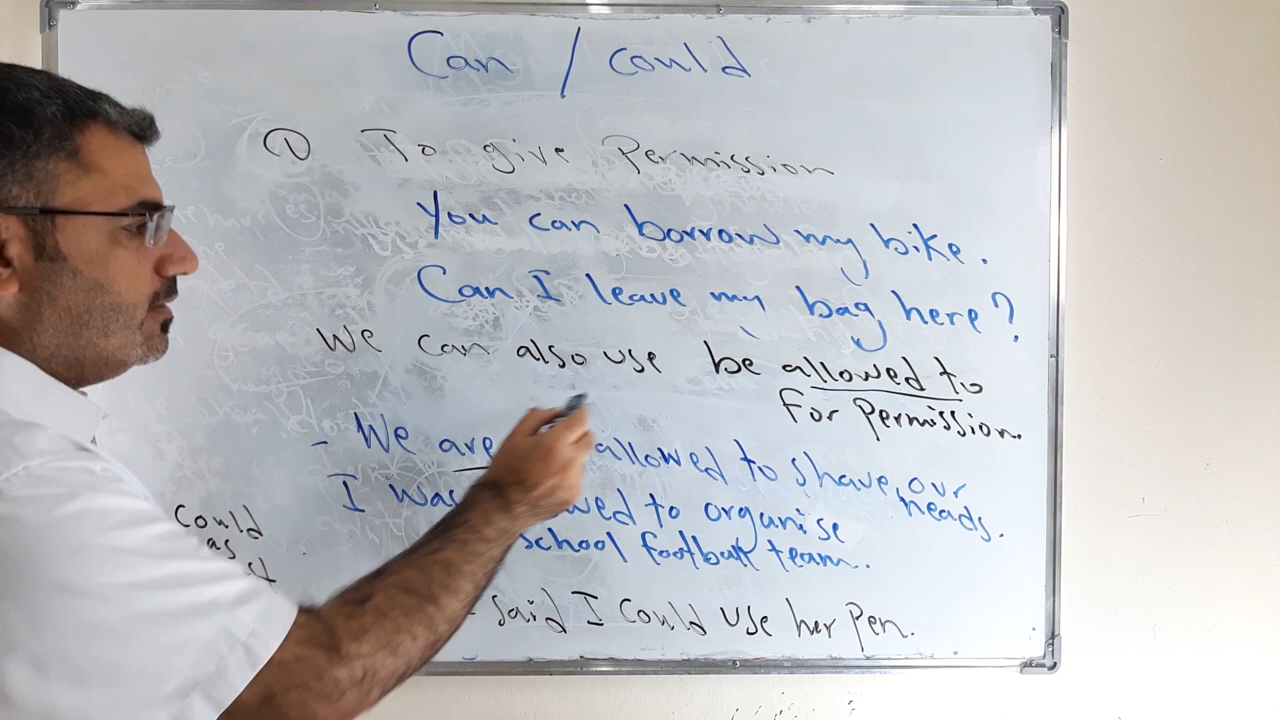 Can / could
① To give Permission
You can borrow my bike.
Can I leave my bag here?
We can also use be allowed to
for Permission.
- We are allowed to shave our
heads.
I was allowed to organise
school football team.
Could
as
said I Could use her Pen.